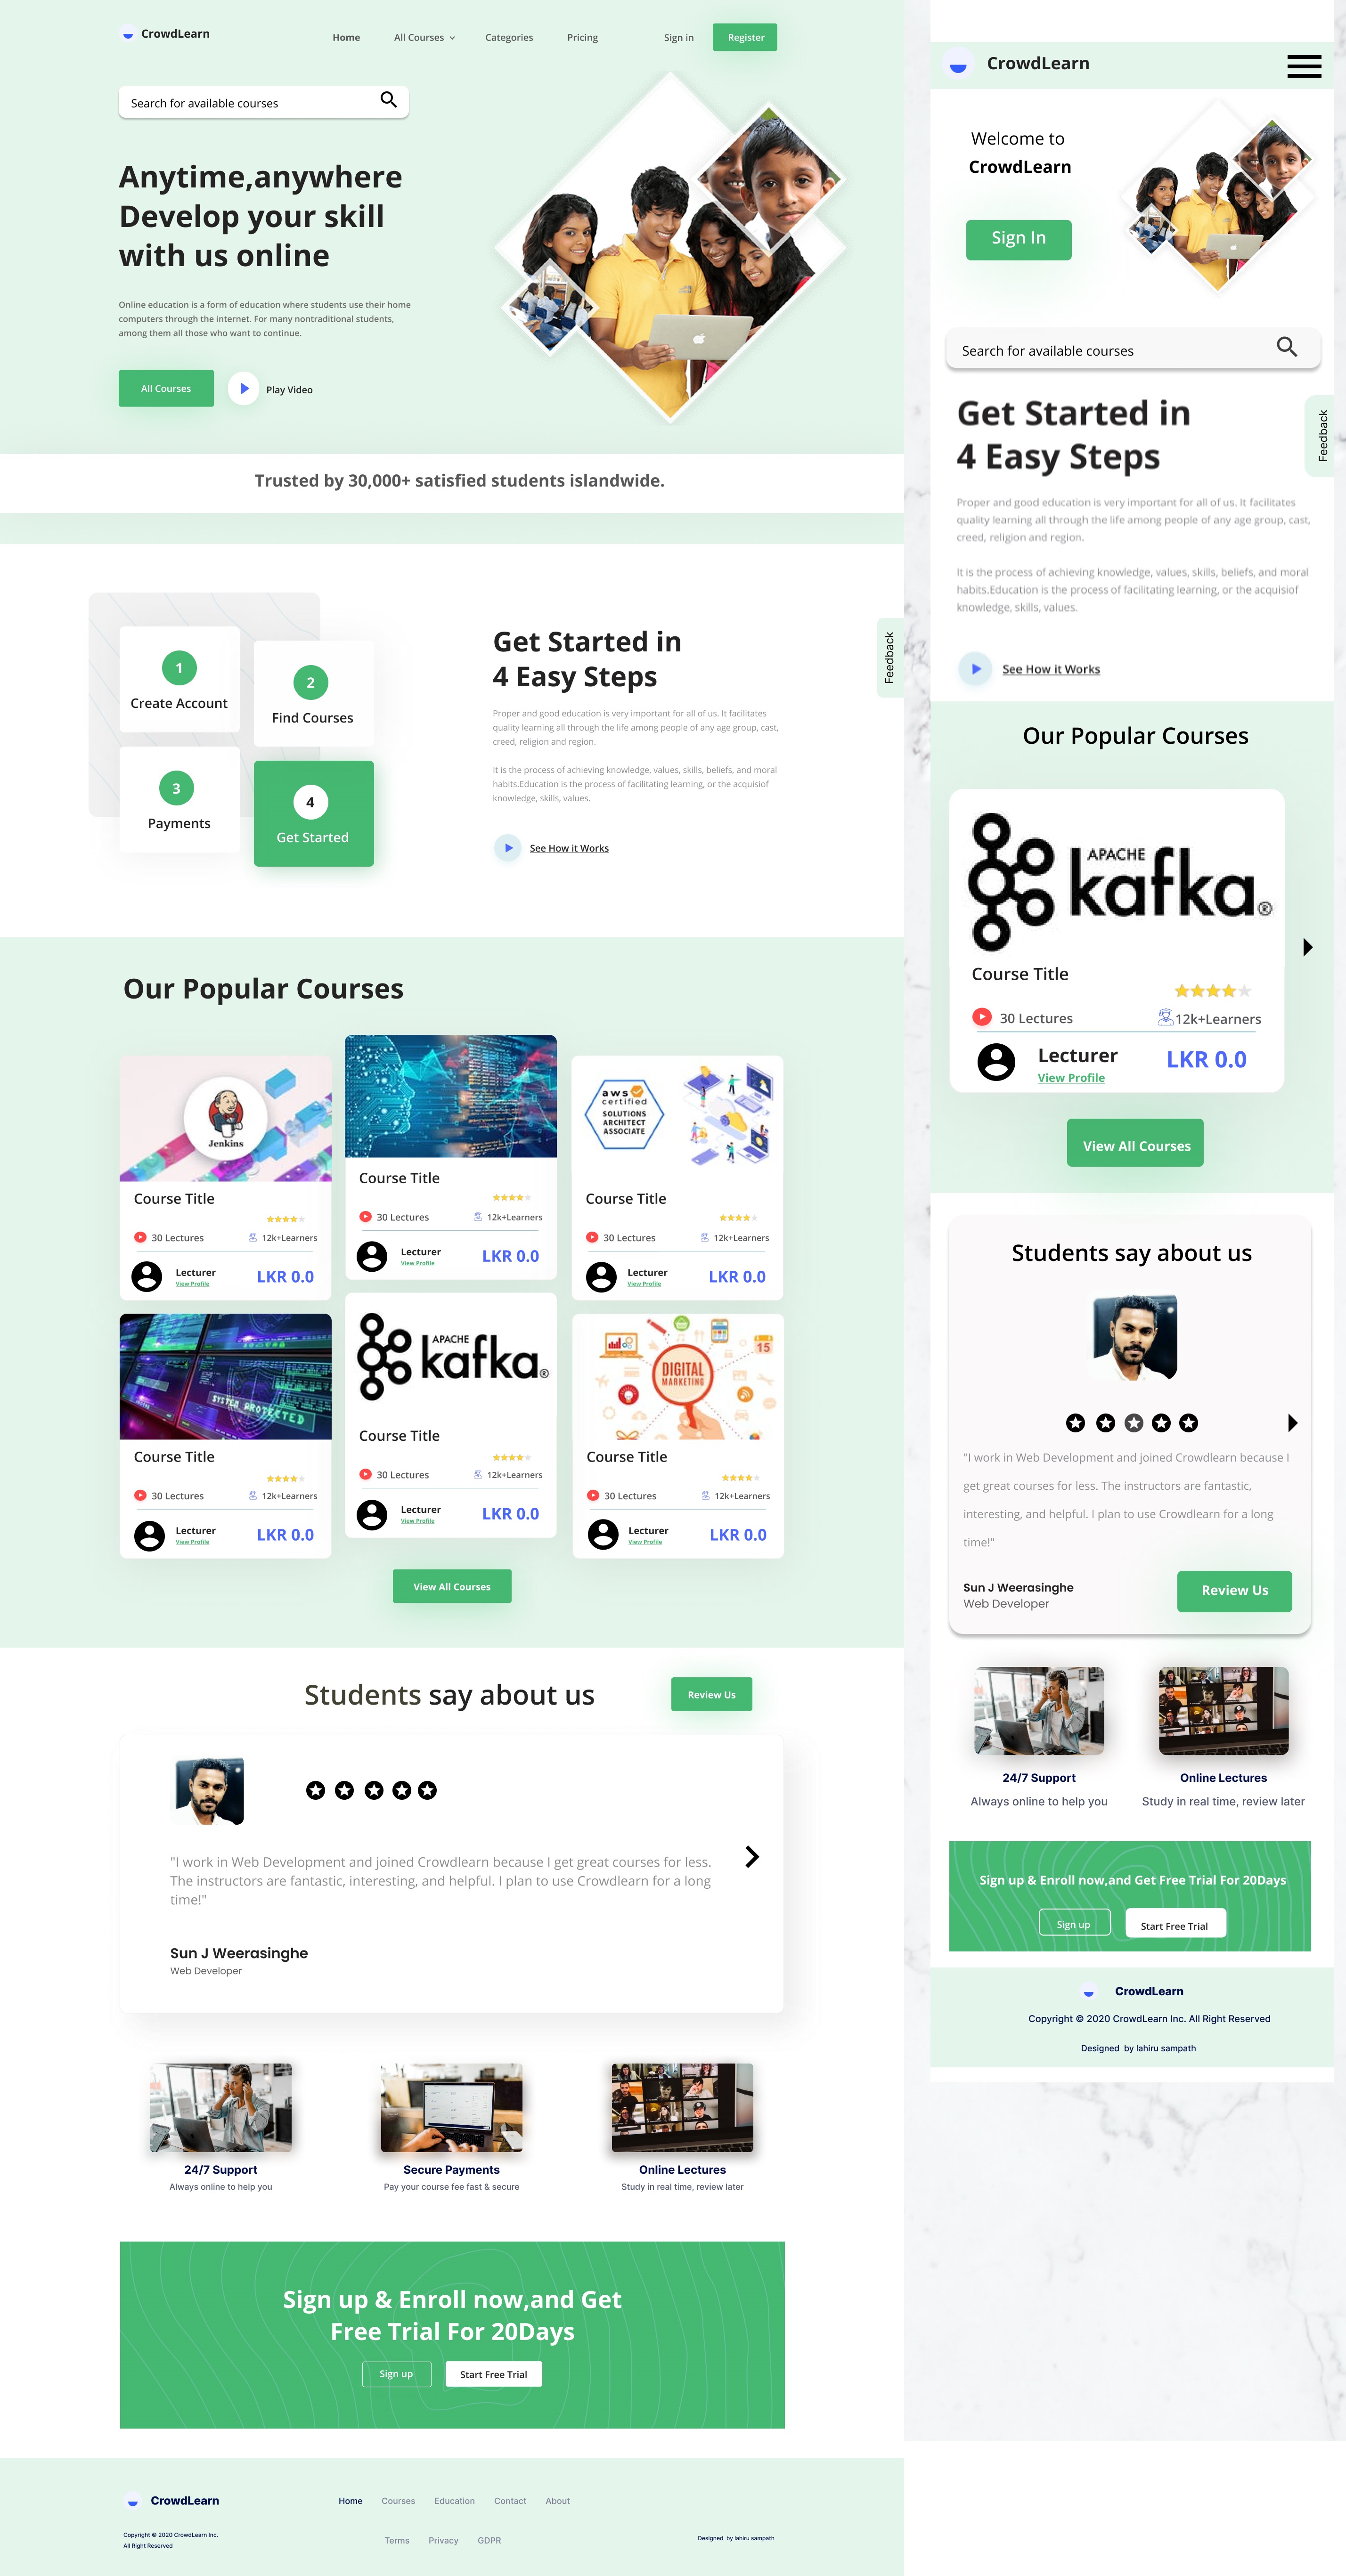 CrowdLearn
Home
All Courses
Categories
Pricing
Sign in
Register
Search for available courses
Anytime,anywhere
Develop your skill
with us online
Online education is a form of education where students use their home
computers through the internet. For many nontraditional students,
among them all those who want to continue.
All Courses
Play Video
Trusted by 30,000+ satisfied students islandwide.
1
Create Account
2
Find Courses
3
Payments
4
Get Started
Get Started in
4 Easy Steps
Proper and good education is very important for all of us. It facilitates
quality learning all through the life among people of any age group, cast,
creed, religion and region.
It is the process of achieving knowledge, values, skills, beliefs, and moral
habits.Education is the process of facilitating learning, or the acquisiof
knowledge, skills, values.
See How it Works
Feedback
Our Popular Courses
Jenkins
Course Title
30 Lectures
12k+Learners
Lecturer
View Profile
LKR 0.0
Course Title
30 Lectures
12k+Learners
Lecturer
View Profile
LKR 0.0
aws
certified
SOLUTIONS
ARCHITECT
ASSOCIATE
Course Title
30 Lectures
12k+Learners
Lecturer
View Profile
LKR 0.0
SYSTEM PROTECTED
Course Title
30 Lectures
12k+Learners
Lecturer
View Profile
LKR 0.0
APACHE
kafka®
Course Title
30 Lectures
12k+Learners
Lecturer
View Profile
LKR 0.0
15
DIGITAL
MARKETING
Course Title
30 Lectures
12k+Learners
Lecturer
View Profile
LKR 0.0
View All Courses
Students say about us
Review Us
"I work in Web Development and joined Crowdlearn because I get great courses for less.
The instructors are fantastic, interesting, and helpful. I plan to use Crowdlearn for a long
time!"
Sun J Weerasinghe
Web Developer
24/7 Support
Always online to help you
Secure Payments
Pay your course fee fast & secure
Online Lectures
Study in real time, review later
Sign up & Enroll now,and Get
Free Trial For 20Days
Sign up
Start Free Trial
CrowdLearn
Home
Courses
Education
Contact
About
Copyright © 2020 CrowdLearn Inc.
All Right Reserved
Terms
Privacy
GDPR
Designed by lahiru sampath
CrowdLearn
Welcome to
CrowdLearn
Sign In
Search for available courses
Get Started in
4 Easy Steps
Feedback
Proper and good education is very important for all of us. It facilitates
quality learning all through the life among people of any age group, cast,
creed, religion and region.
It is the process of achieving knowledge, values, skills, beliefs, and moral
habits.Education is the process of facilitating learning, or the acquisiof
knowledge, skills, values.
See How it Works
Our Popular Courses
APACHE
kafka®
Course Title
30 Lectures
12k+Learners
Lecturer
View Profile
LKR 0.0
View All Courses
Students say about us
"I work in Web Development and joined Crowdlearn because I
get great courses for less. The instructors are fantastic,
interesting, and helpful. I plan to use Crowdlearn for a long
time!"
Sun J Weerasinghe
Web Developer
Review Us
24/7 Support
Always online to help you
Online Lectures
Study in real time, review later
Sign up & Enroll now,and Get Free Trial For 20Days
Sign up
Start Free Trial
CrowdLearn
Copyright © 2020 CrowdLearn Inc. All Right Reserved
Designed by lahiru sampath